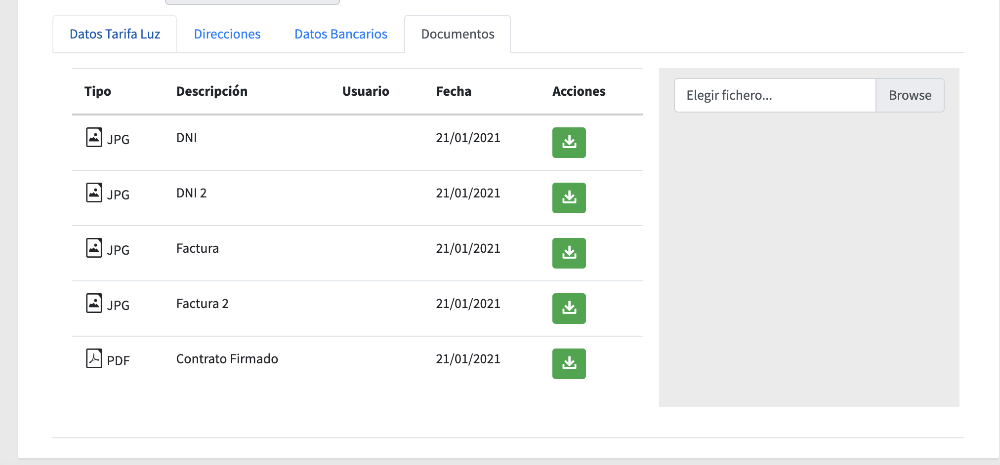 Datos Tarifa Luz Direcciones Datos Bancarios Documentos
Tipo Descripción Usuario Fecha Acciones
Elegir fichero... Browse
JPG DNI 21/01/2021
JPG DNI 2 21/01/2021
JPG Factura 21/01/2021
JPG Factura 2 21/01/2021
PDF Contrato Firmado 21/01/2021